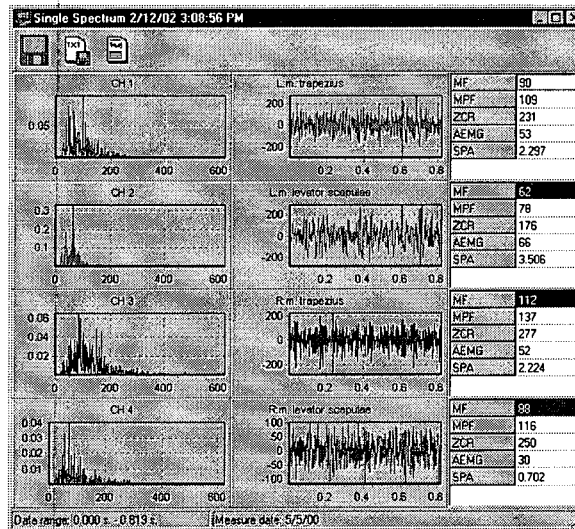 Single Spectrum 2/12/02 3:08:56 PM
TXT
CH 1
0.05
0 200 400 600
L.m. trapezius
200
0
-200
0.2 0.4 0.6 0.8
MF 90
MPF 109
ZCR 231
AEMG 53
SPA 2.297
CH 2
0.3
0.2
0.1
0 200 400 600
L.m. levator scapulae
200
0
-200
0.2 0.4 0.6 0.8
MF 62
MPF 78
ZCR 176
AEMG 66
SPA 3.506
CH 3
0.06
0.04
0.02
0 200 400 600
R.m. trapezius
200
0
-200
0.2 0.4 0.6 0.8
MF 112
MPF 137
ZCR 277
AEMG 52
SPA 2.224
CH 4
0.04
0.03
0.02
0.01
0 200 400 600
R.m. levator scapulae
100
50
0
-50
-100
0.2 0.4 0.6 0.8
MF 88
MPF 116
ZCR 250
AEMG 30
SPA 0.702
Date range: 0.000 s. - 0.819 s.
Measure date: 5/5/00